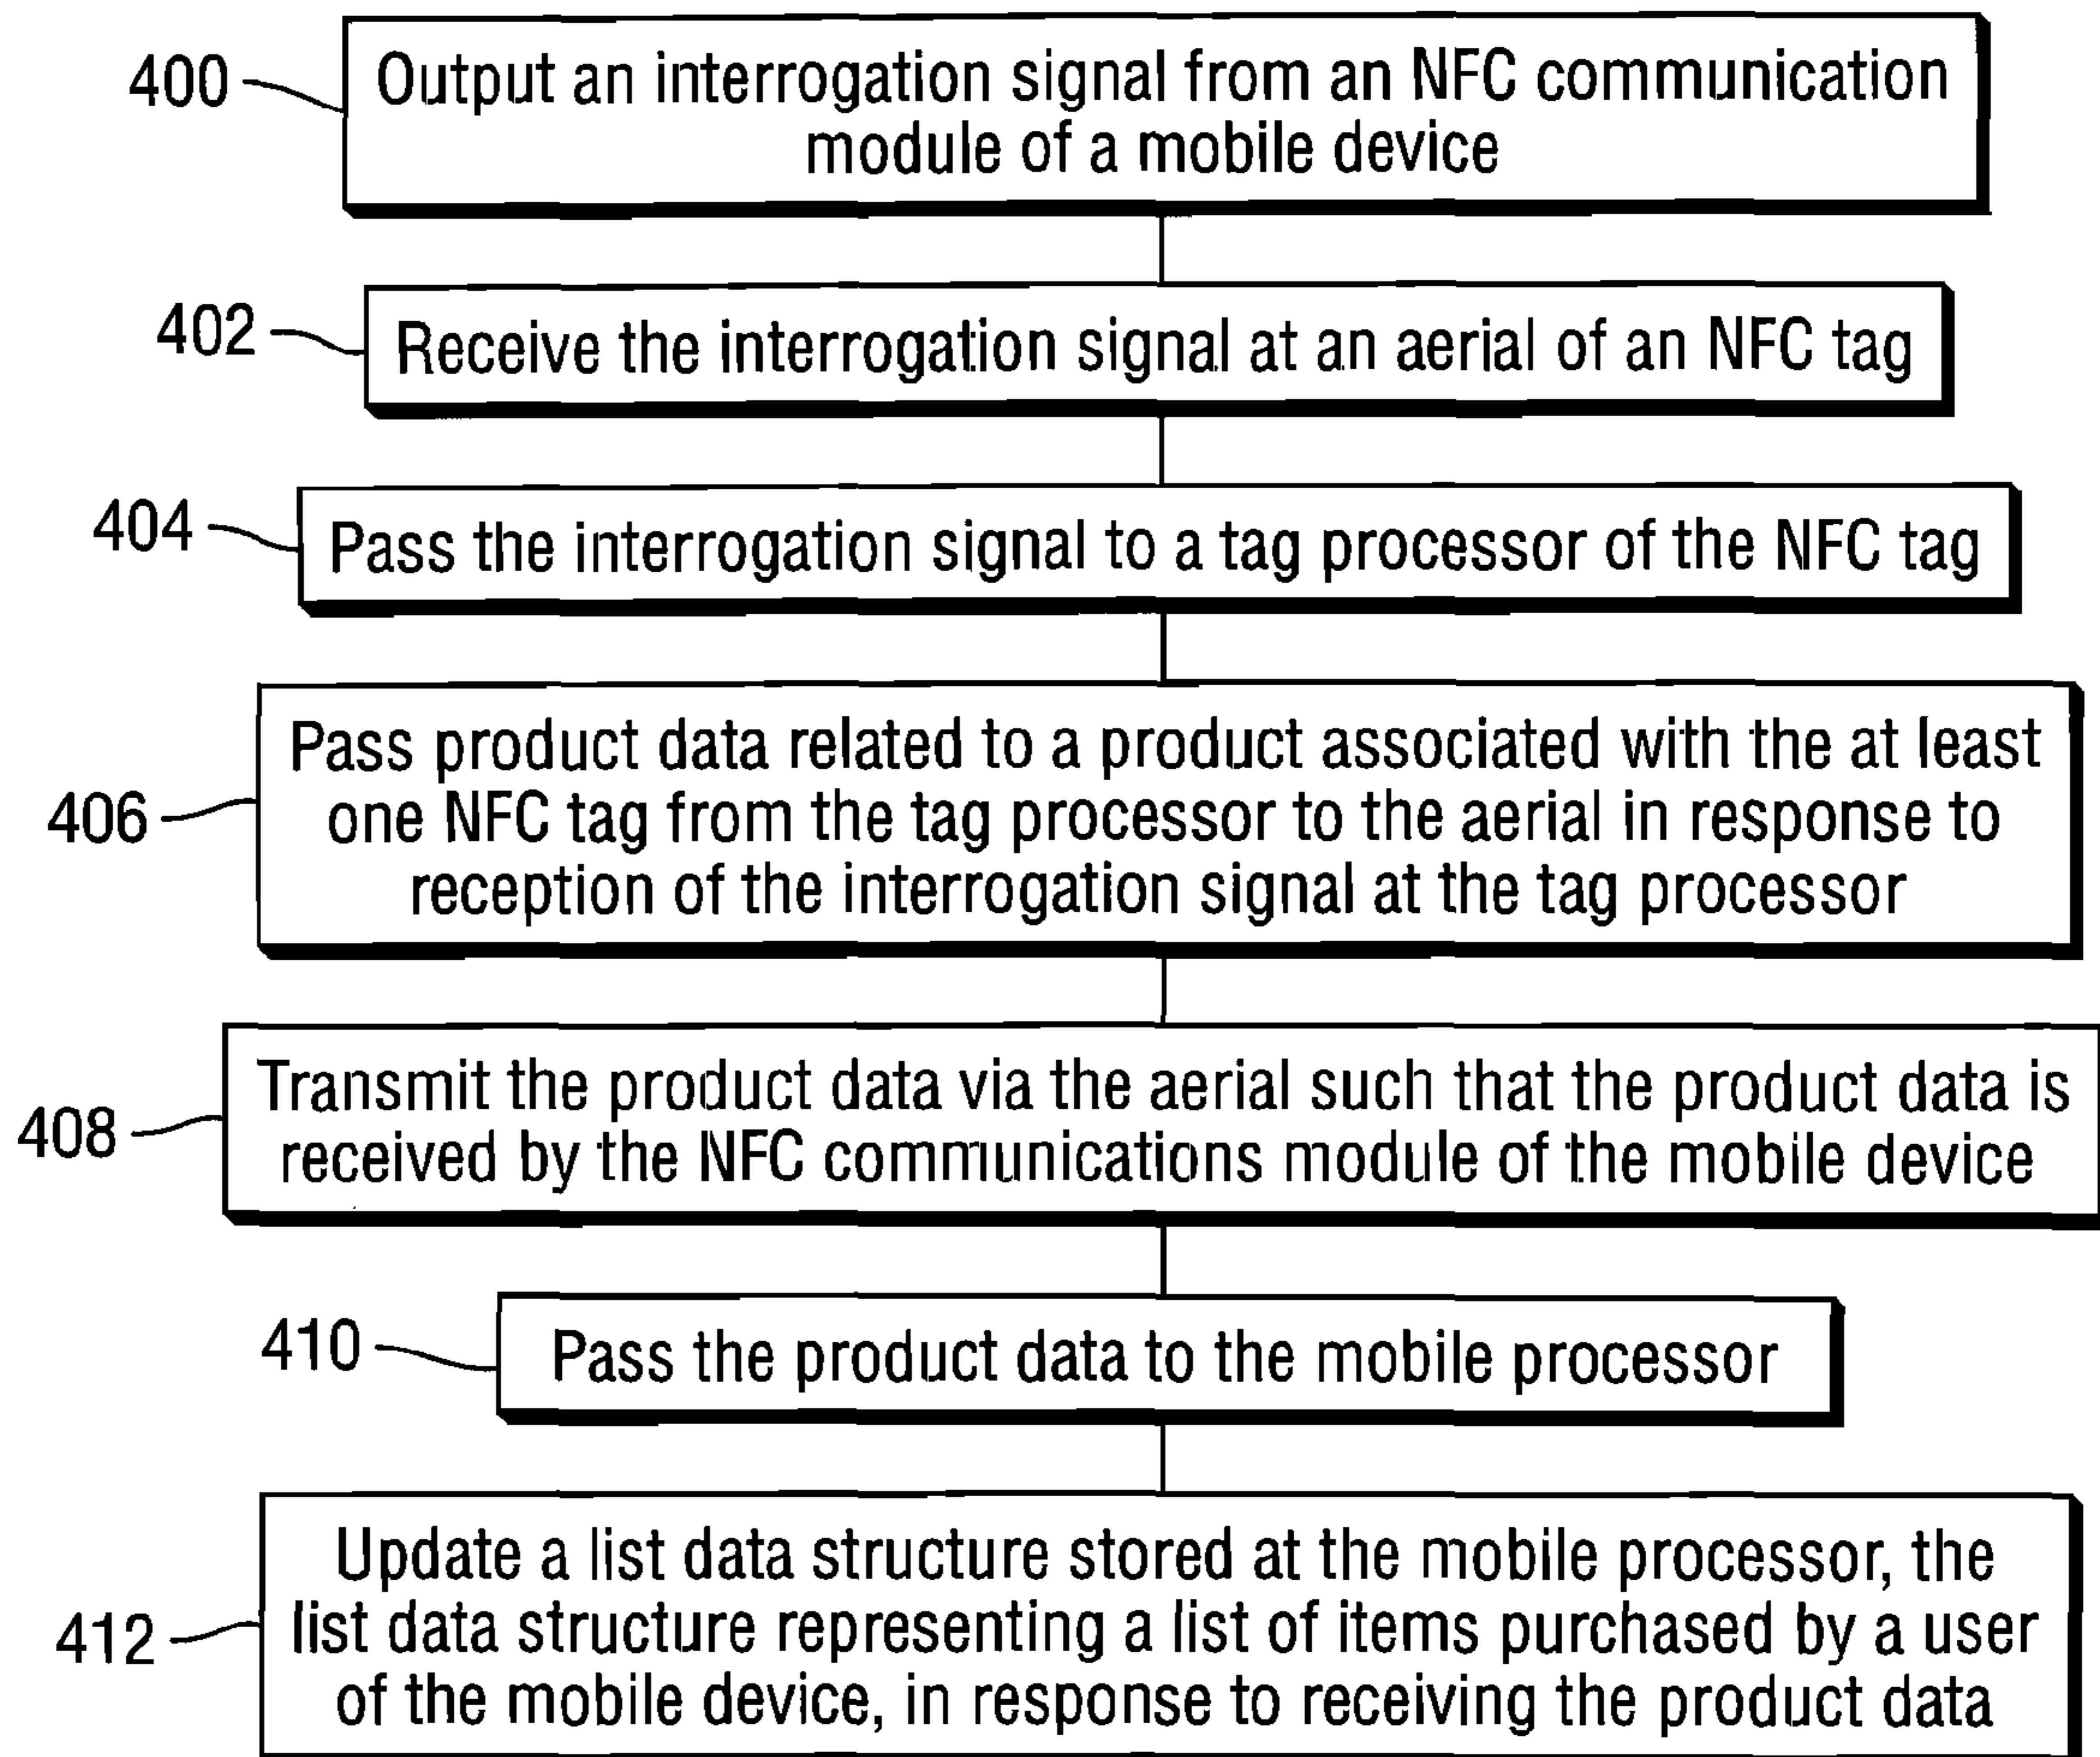 400
Output an interrogation signal from an NFC communication
module of a mobile device
402
Receive the interrogation signal at an aerial of an NFC tag
404
Pass the interrogation signal to a tag processor of the NFC tag
406
Pass product data related to a product associated with the at least
one NFC tag from the tag processor to the aerial in response to
reception of the interrogation signal at the tag processor
408
Transmit the product data via the aerial such that the product data is
received by the NFC communications module of the mobile device
410
Pass the product data to the mobile processor
412
Update a list data structure stored at the mobile processor, the
list data structure representing a list of items purchased by a user
of the mobile device, in response to receiving the product data